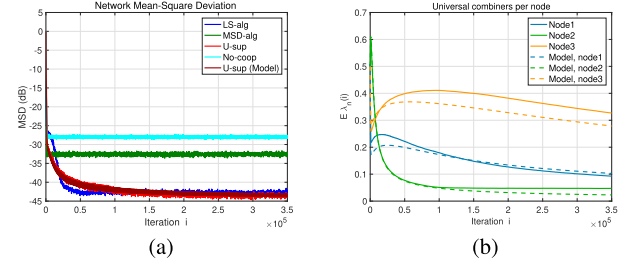 Network Mean-Square Deviation
5
0
-5
-10
-15
-20
-25
-30
-35
-40
-45
MSD (dB)
LS-alg
MSD-alg
U-sup
No-coop
U-sup (Model)
0 0.5 1 1.5 2 2.5 3 3.5
×10^5
Iteration i
(a)
Universal combiners per node
0.7
0.6
0.5
0.4
0.3
0.2
0.1
0
E λn(i)
Node1
Node2
Node3
Model, node1
Model, node2
Model, node3
0 0.5 1 1.5 2 2.5 3 3.5
×10^5
Iteration i
(b)